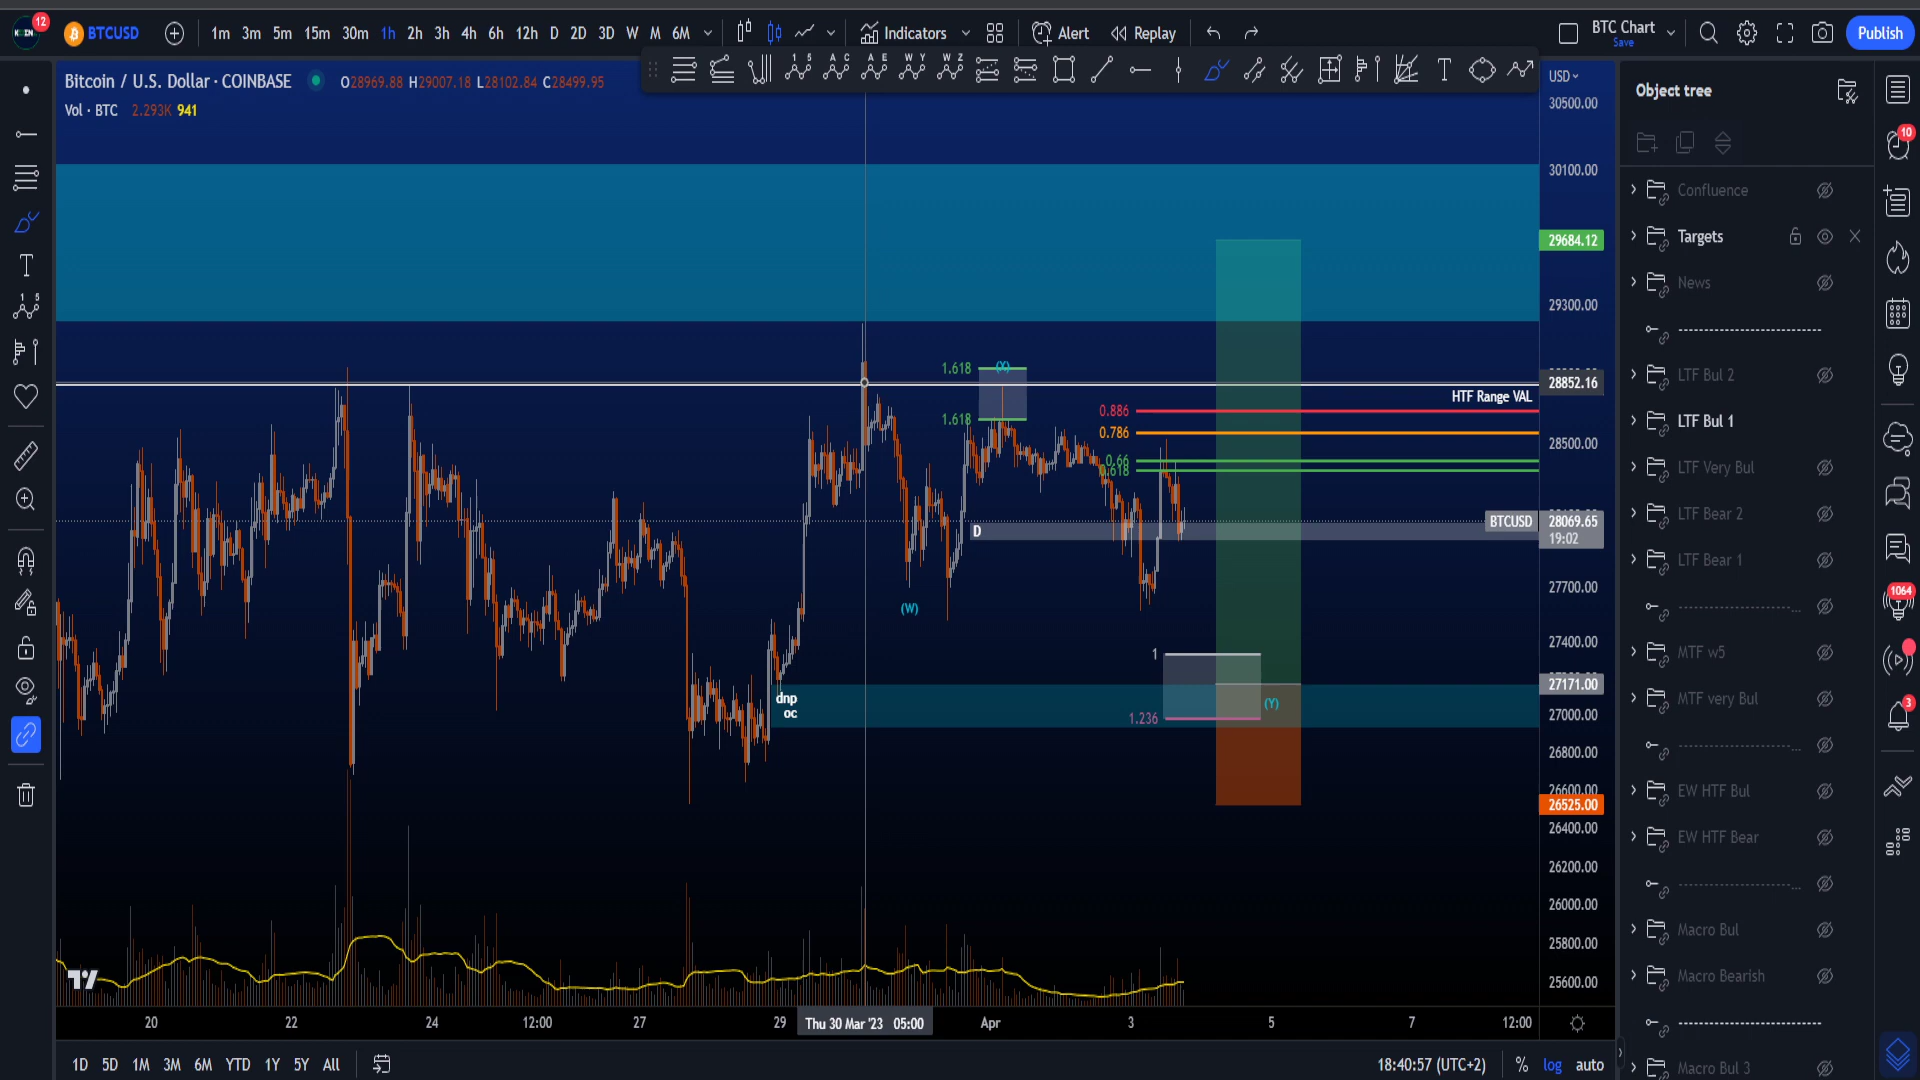 12
BTCUSD
1m 3m 5m 15m 30m 1h 2h 3h 4h 6h 12h D 2D 3D W M 6M
Indicators
Alert
Replay
BTC Chart
Save
Publish
Bitcoin / U.S. Dollar · COINBASE
O28969.88 H29007.18 L28102.84 C28499.95
Vol · BTC 2.293K 941
USD
30500.00
30100.00
29684.12
29300.00
28852.16
28500.00
BTCUSD 28069.65
19:02
27700.00
27400.00
27171.00
27000.00
26800.00
26600.00
26525.00
26400.00
26200.00
26000.00
25800.00
25600.00
1.618
(X)
1.618
HTF Range VAL
0.886
0.786
0.66
0.618
D
(W)
1
dnp
oc
(Y)
1.236
20
22
24
12:00
27
29
Thu 30 Mar '23 05:00
Apr
3
5
7
12:00
1D 5D 1M 3M 6M YTD 1Y 5Y All
18:40:57 (UTC+2)
% log auto
Object tree
Confluence
Targets
News
LTF Bul 2
LTF Bul 1
LTF Very Bul
LTF Bear 2
LTF Bear 1
MTF w5
MTF very Bul
EW HTF Bul
EW HTF Bear
Macro Bul
Macro Bearish
Macro Bul 3
10
1064
3